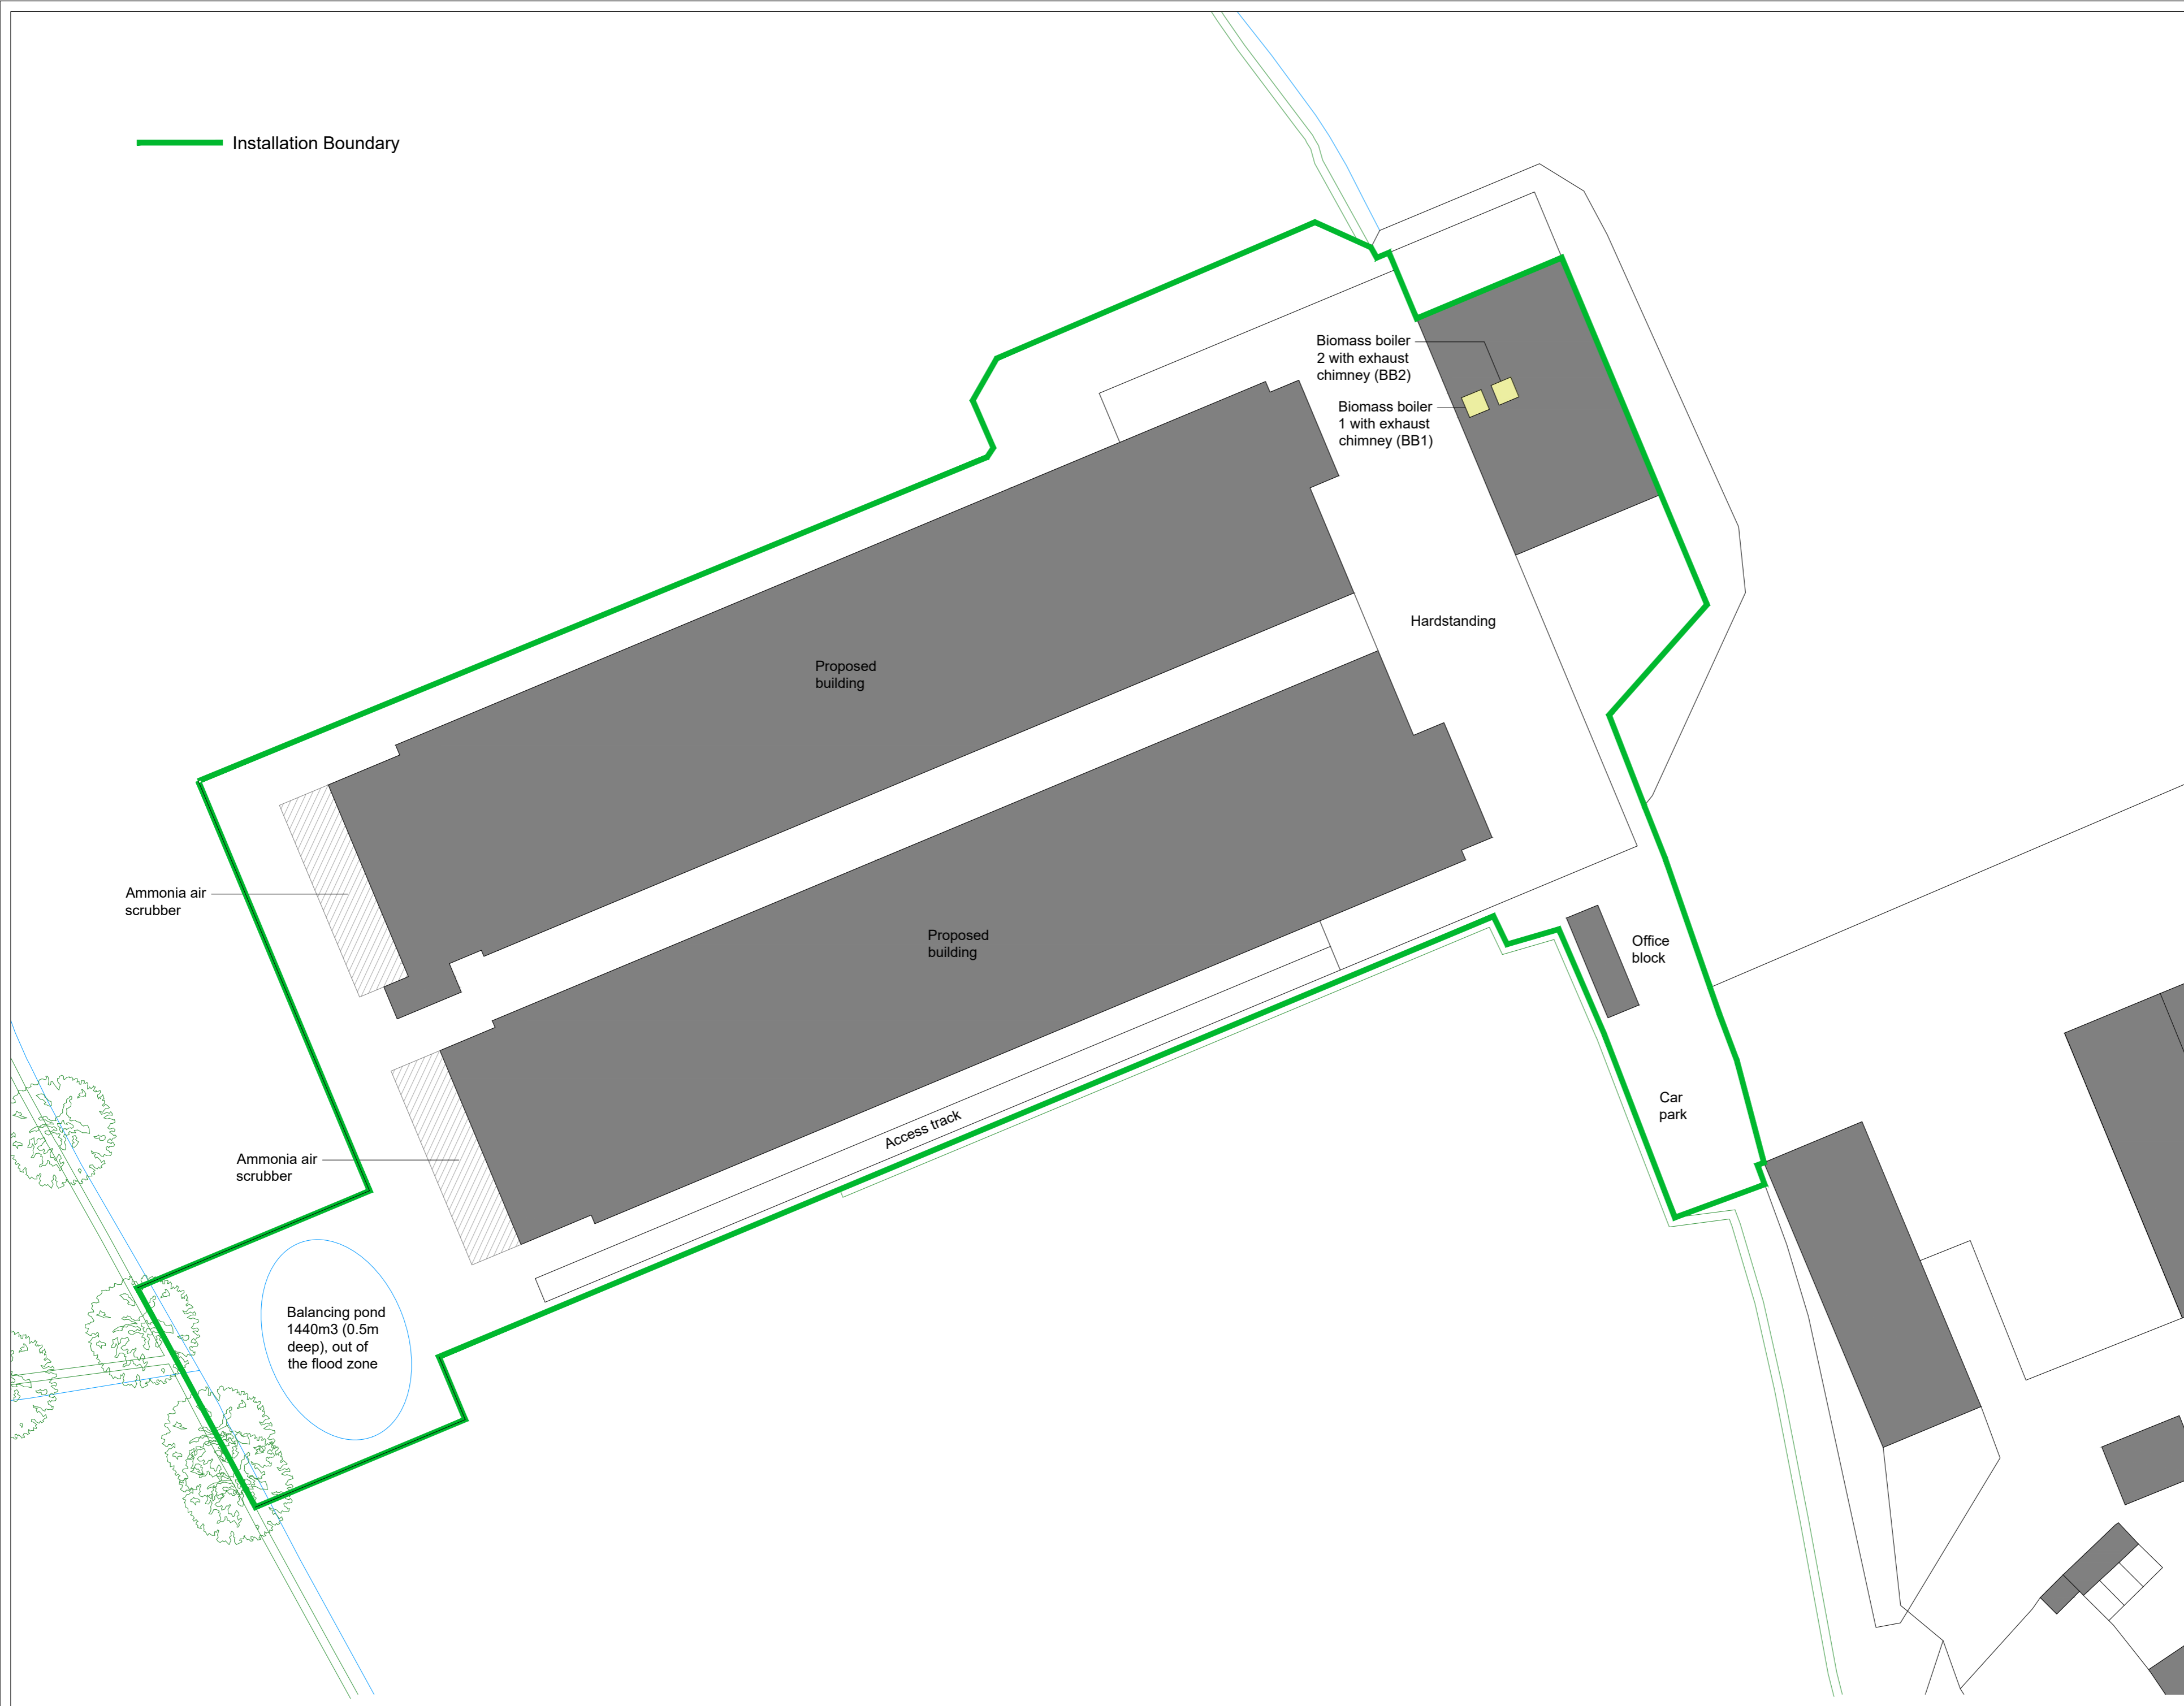 Installation Boundary
Biomass boiler
2 with exhaust
chimney (BB2)
Biomass boiler
1 with exhaust
chimney (BB1)
Hardstanding
Proposed
building
Ammonia air
scrubber
Proposed
building
Office
block
Car
park
Access track
Ammonia air
scrubber
Balancing pond
1440m3 (0.5m
deep), out of
the flood zone